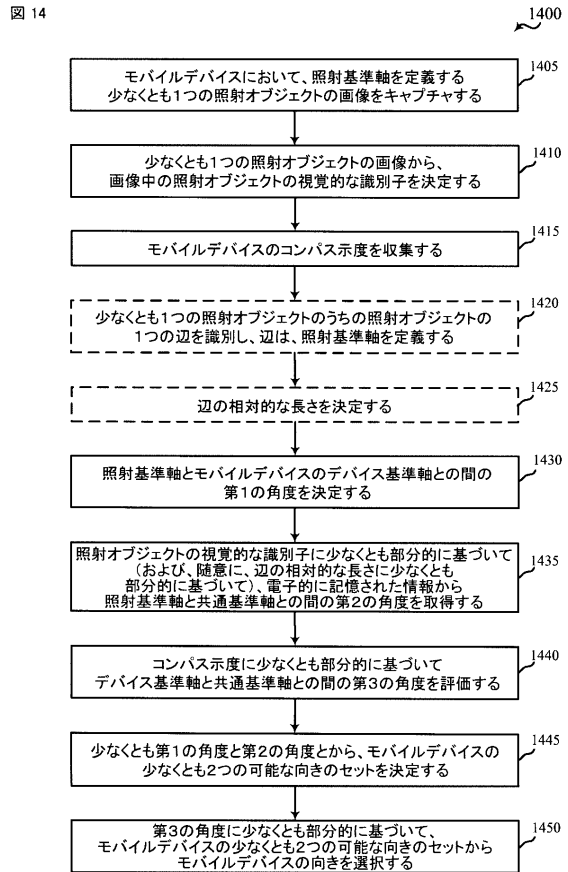 図 14
1400
モバイルデバイスにおいて、照射基準軸を定義する
少なくとも1つの照射オブジェクトの画像をキャプチャする
1405
少なくとも1つの照射オブジェクトの画像から、
画像中の照射オブジェクトの視覚的な識別子を決定する
1410
モバイルデバイスのコンパス示度を収集する
1415
少なくとも1つの照射オブジェクトのうちの照射オブジェクトの
1つの辺を識別し、辺は、照射基準軸を定義する
1420
辺の相対的な長さを決定する
1425
照射基準軸とモバイルデバイスのデバイス基準軸との間の
第1の角度を決定する
1430
照射オブジェクトの視覚的な識別子に少なくとも部分的に基づいて
(および、随意に、辺の相対的な長さに少なくとも
部分的に基づいて)、電子的に記憶された情報から
照射基準軸と共通基準軸との間の第2の角度を取得する
1435
コンパス示度に少なくとも部分的に基づいて
デバイス基準軸と共通基準軸との間の第3の角度を評価する
1440
少なくとも第1の角度と第2の角度とから、モバイルデバイスの
少なくとも2つの可能な向きのセットを決定する
1445
第3の角度に少なくとも部分的に基づいて、
モバイルデバイスの少なくとも2つの可能な向きのセットから
モバイルデバイスの向きを選択する
1450